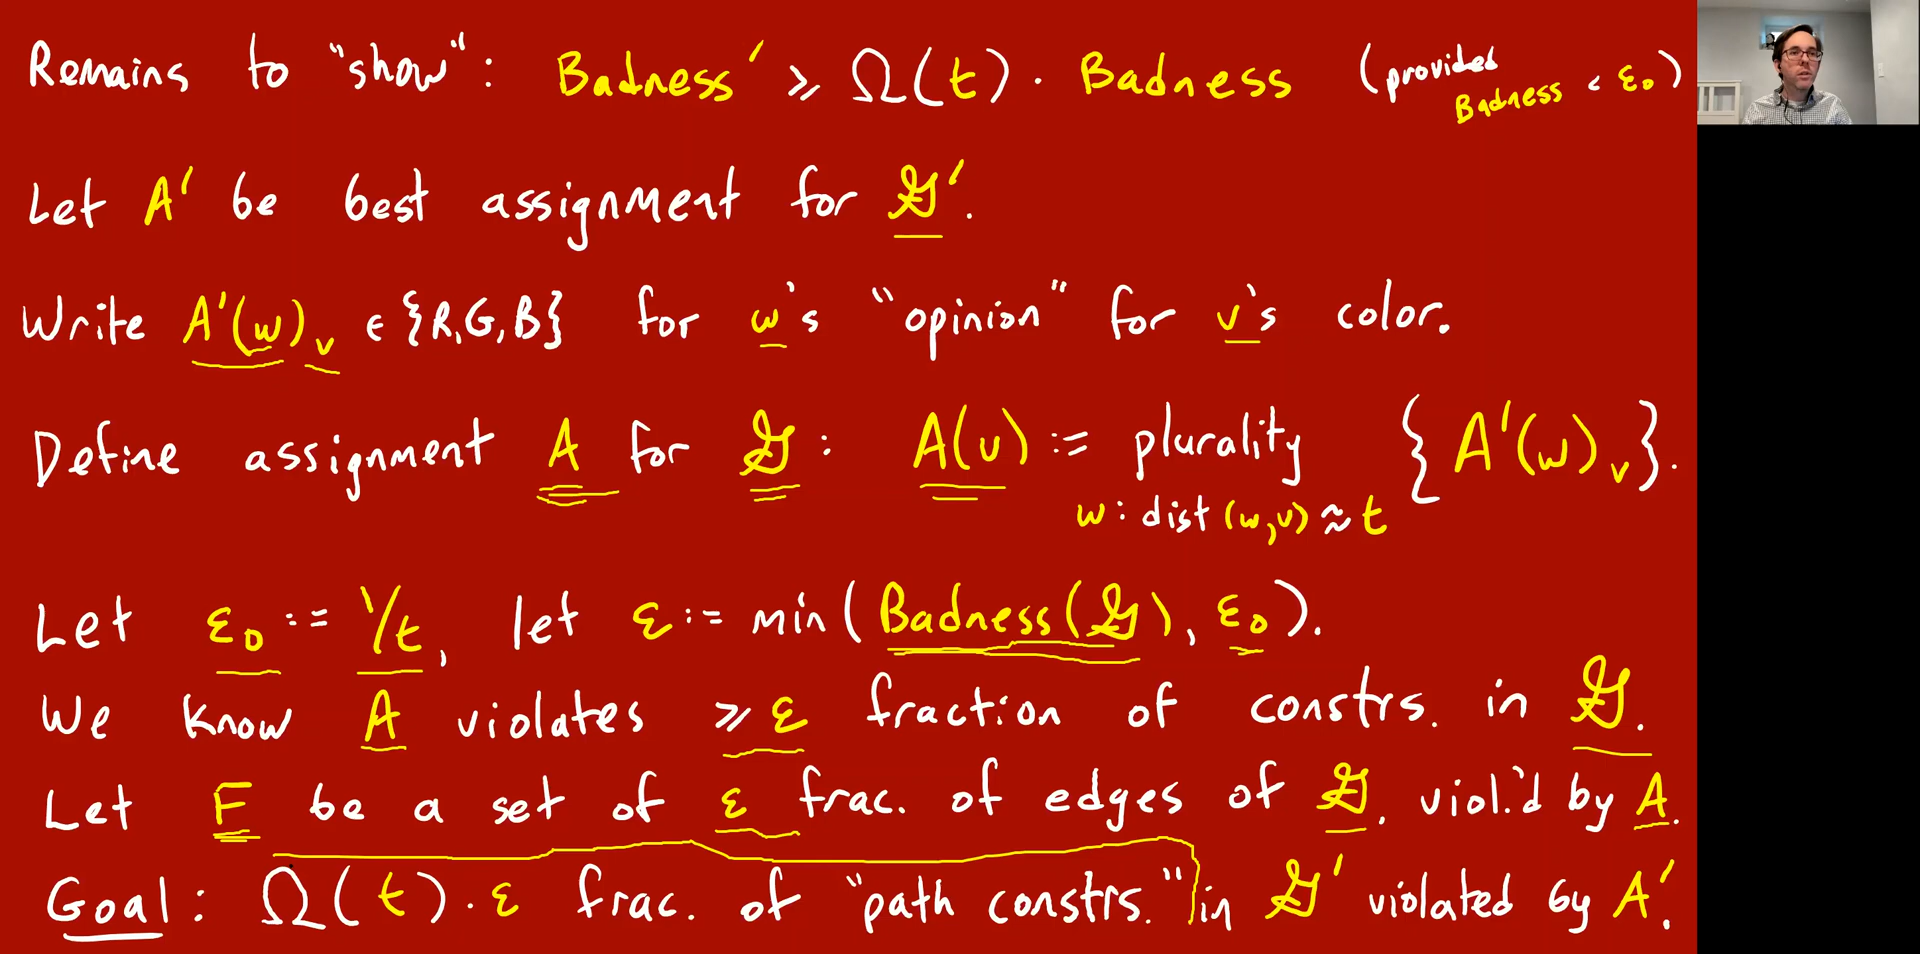 Remains to "show": Badness' ⩾ Ω(t) · Badness (provided Badness < ε₀)
Let A' be best assignment for 𝒢'.
Write A'(w)ᵥ ∈ {R,G,B} for w's "opinion" for v's color.
Define assignment A for 𝒢: A(v) := plurality {A'(w)ᵥ}.
w: dist(w,v) ≈ t
Let ε₀ := 1/t, let ε := min(Badness(𝒢), ε₀).
We know A violates ⩾ ε fraction of constrs. in 𝒢.
Let F be a set of ε frac. of edges of 𝒢, viol.'d by A.
Goal: Ω(t)·ε frac. of "path constrs." in 𝒢' violated by A'.